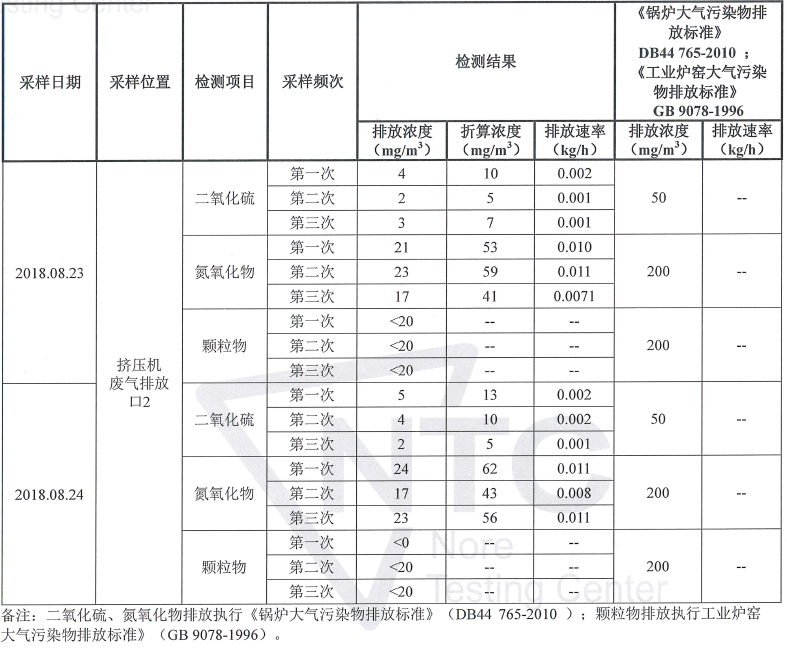 sting Center
采样日期 采样位置 检测项目 采样频次 检测结果 《锅炉大气污染物排
放标准》
DB44 765-2010 ；
《工业炉窑大气污染
物排放标准》
GB 9078-1996
排放浓度 折算浓度 排放速率 排放浓度 排放速率
（mg/m³） （mg/m³） （kg/h） （mg/m³） （kg/h）
2018.08.23 挤压机
废气排放
口2
二氧化硫 第一次 4 10 0.002 50 --
第二次 2 5 0.001
第三次 3 7 0.001
氮氧化物 第一次 21 53 0.010 200 --
第二次 23 59 0.011
第三次 17 41 0.0071
颗粒物 第一次 <20 -- -- 200 --
第二次 <20 -- --
第三次 <20 -- --
2018.08.24 二氧化硫 第一次 5 13 0.002 50 --
第二次 4 10 0.002
第三次 2 5 0.001
氮氧化物 第一次 24 62 0.011 200 --
第二次 17 43 0.008
第三次 23 56 0.011
颗粒物 第一次 <0 -- -- 200 --
第二次 <20 -- --
第三次 <20 -- --
NTC
Nore
Testing Center
备注：二氧化硫、氮氧化物排放执行《锅炉大气污染物排放标准》（DB44 765-2010 ）；颗粒物排放执行工业炉窑
大气污染物排放标准》（GB 9078-1996）。